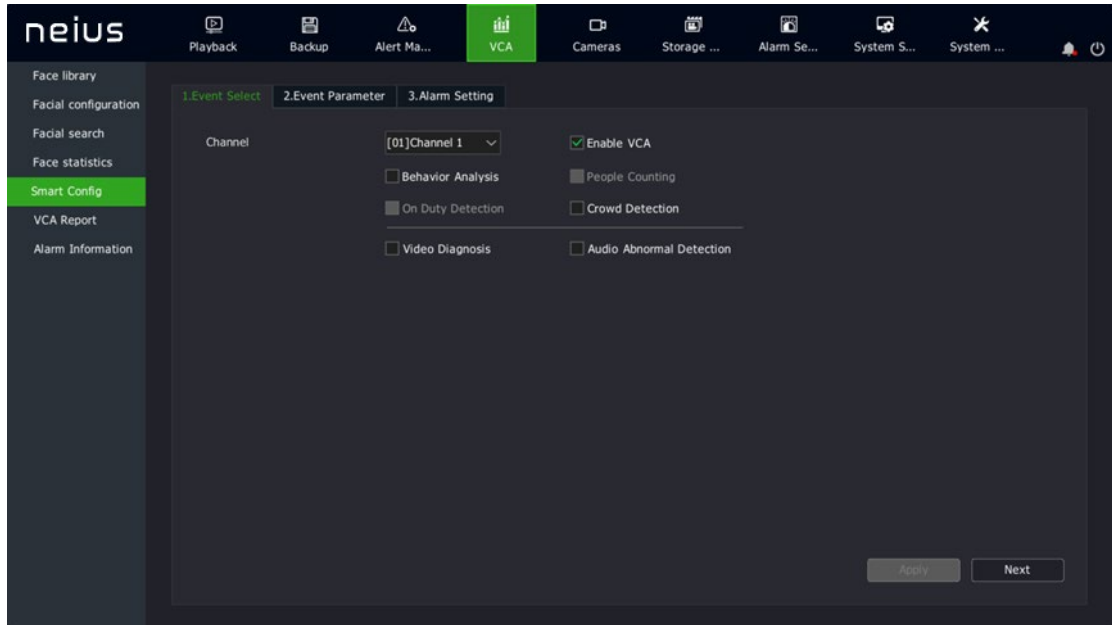 neius
Playback
Backup
Alert Ma...
VCA
Cameras
Storage ...
Alarm Se...
System S...
System ...
Face library
Facial configuration
Facial search
Face statistics
Smart Config
VCA Report
Alarm Information
1.Event Select
2.Event Parameter
3.Alarm Setting
Channel
[01]Channel 1
Enable VCA
Behavior Analysis
People Counting
On Duty Detection
Crowd Detection
Video Diagnosis
Audio Abnormal Detection
Apply
Next